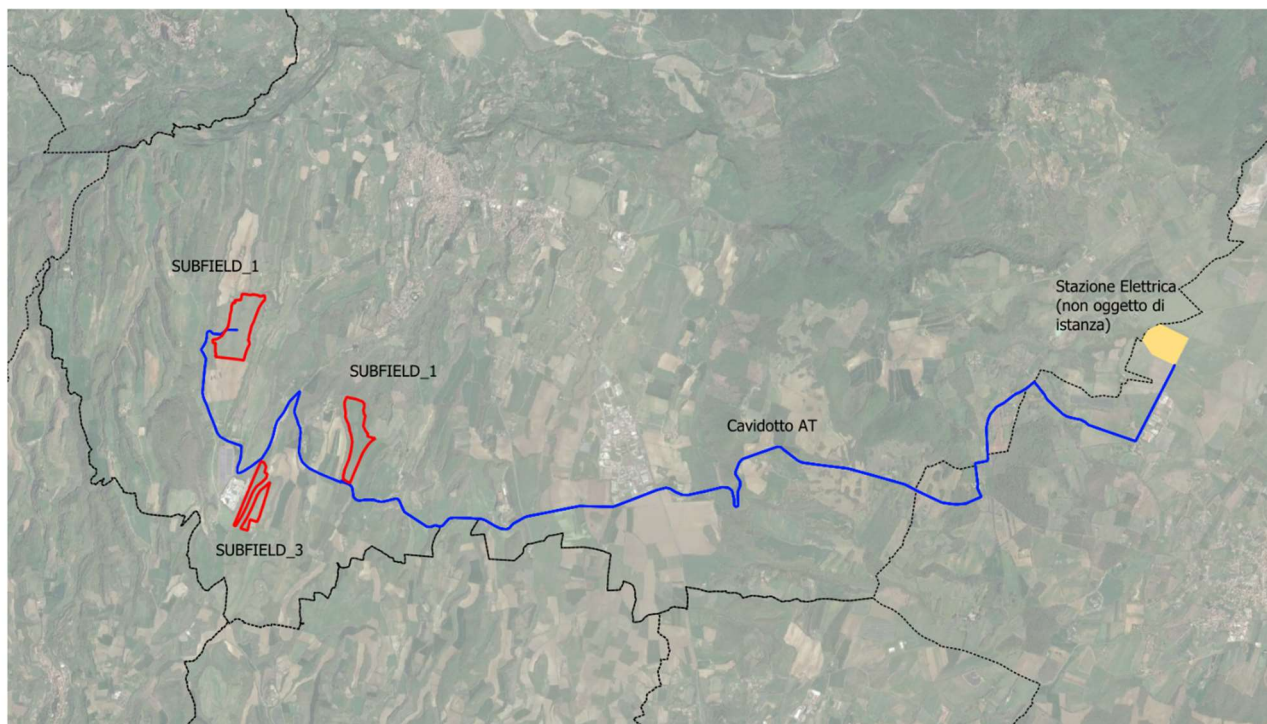 SUBFIELD_1
Stazione Elettrica
(non oggetto di
istanza)
SUBFIELD_1
Cavidotto AT
SUBFIELD_3